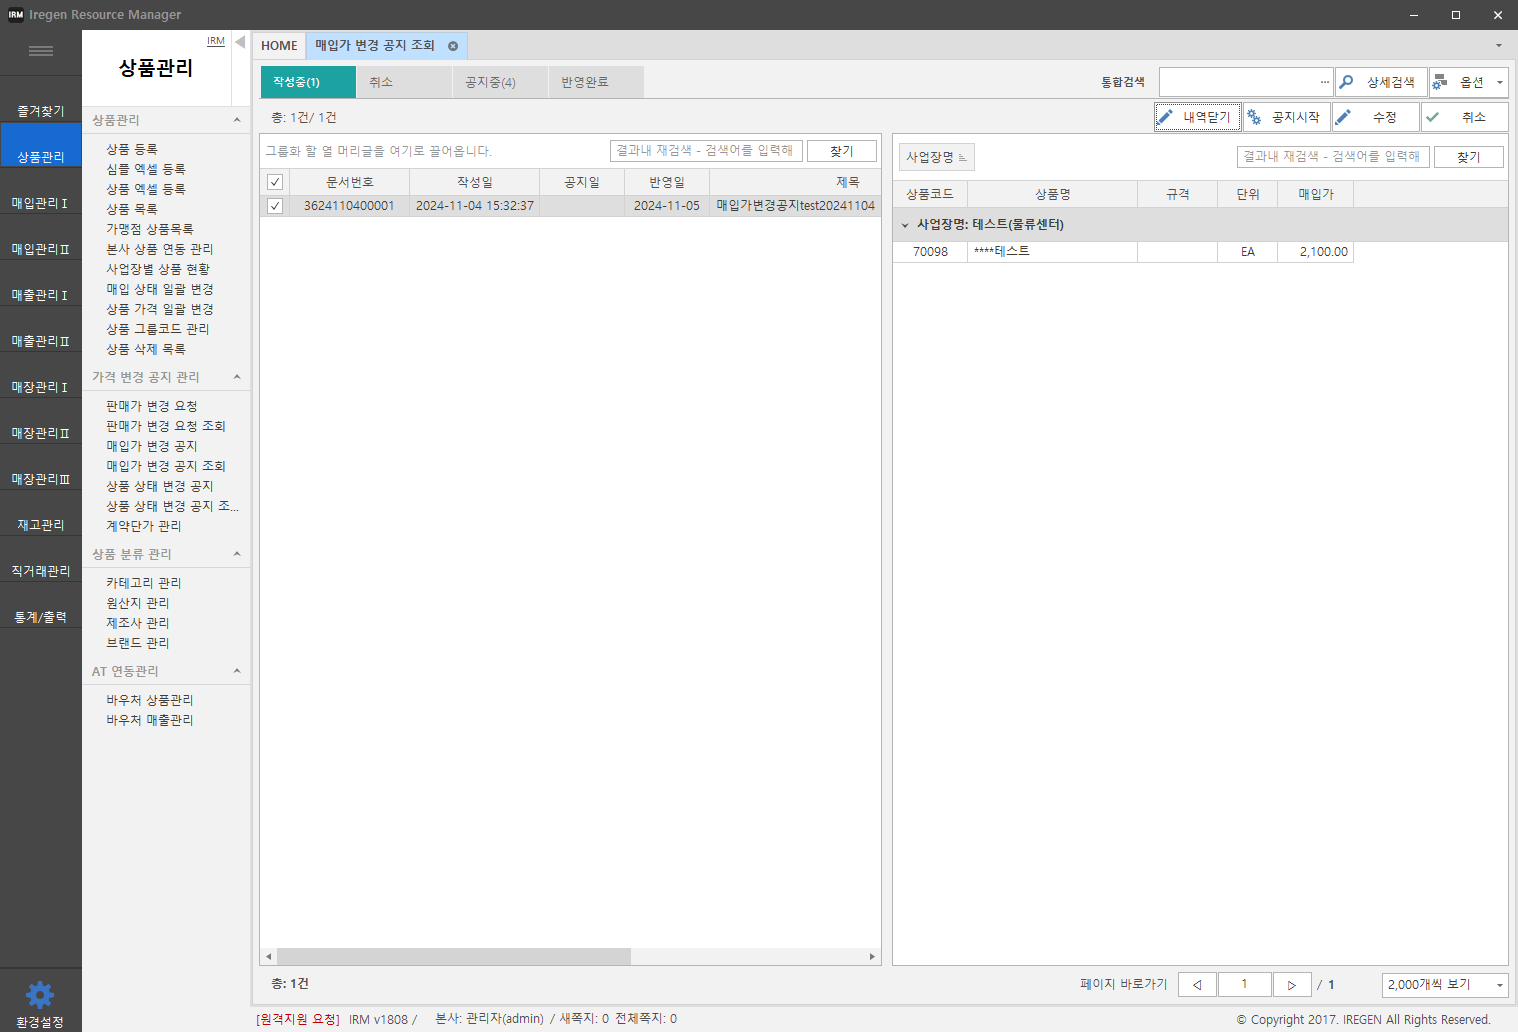 IRM Iregen Resource Manager
즐겨찾기
상품관리
매입관리Ⅰ
매입관리Ⅱ
매출관리Ⅰ
매출관리Ⅱ
매장관리Ⅰ
매장관리Ⅱ
매장관리Ⅲ
재고관리
직거래관리
통계/출력
환경설정
IRM
상품관리
상품관리
상품 등록
심플 엑셀 등록
상품 엑셀 등록
상품 목록
가맹점 상품목록
본사 상품 연동 관리
사업장별 상품 현황
매입 상태 일괄 변경
상품 가격 일괄 변경
상품 그룹코드 관리
상품 삭제 목록
가격 변경 공지 관리
판매가 변경 요청
판매가 변경 요청 조회
매입가 변경 공지
매입가 변경 공지 조회
상품 상태 변경 공지
상품 상태 변경 공지 조...
계약단가 관리
상품 분류 관리
카테고리 관리
원산지 관리
제조사 관리
브랜드 관리
AT 연동관리
바우처 상품관리
바우처 매출관리
HOME 매입가 변경 공지 조회
작성중(1) 취소 공지중(4) 반영완료 통합검색 ... 상세검색 옵션
총: 1건/ 1건 내역닫기 공지시작 수정 취소
그룹화 할 열 머리글을 여기로 끌어옵니다. 결과내 재검색 - 검색어를 입력해 찾기
문서번호 작성일 공지일 반영일 제목
3624110400001 2024-11-04 15:32:37 2024-11-05 매입가변경공지test20241104
사업장명 결과내 재검색 - 검색어를 입력해 찾기
상품코드 상품명 규격 단위 매입가
사업장명: 테스트(물류센터)
70098 ****테스트 EA 2,100.00
총: 1건 페이지 바로가기 1 / 1 2,000개씩 보기
[원격지원 요청] IRM v1808 / 본사: 관리자(admin) / 새쪽지: 0 전체쪽지: 0 © Copyright 2017. IREGEN All Rights Reserved.